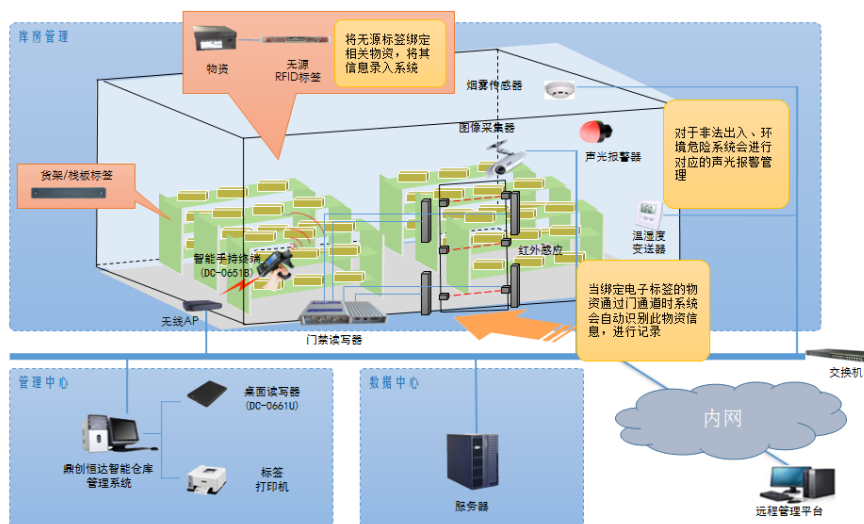 库房管理
物资
无源
RFID标签
将无源标签绑定
相关物资，将其
信息录入系统
烟雾传感器
图像采集器
声光报警器
对于非法出入、环
境危险系统会进行
对应的声光报警管
理
货架/栈板标签
温湿度
变送器
智能手持终端
(DC-0651B)
红外感应
无线AP
门禁读写器
当绑定电子标签的物
资通过门通道时系统
会自动识别此物资信
息，进行记录
交换机
管理中心
桌面读写器
(DC-0661U)
鼎创恒达智能仓库
管理系统
标签
打印机
数据中心
服务器
内网
远程管理平台